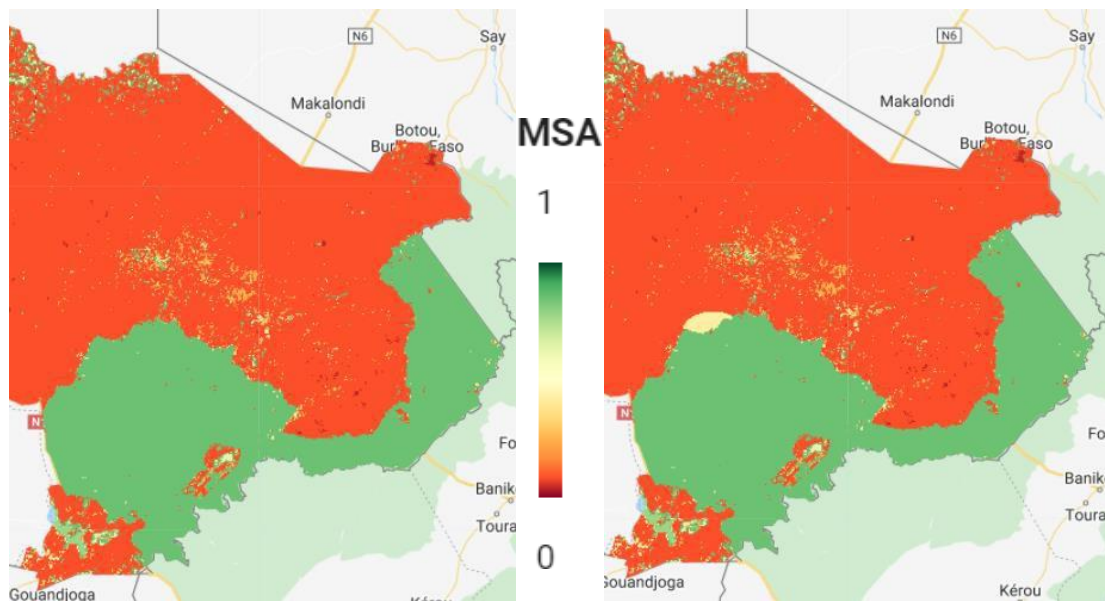 N6
Say
Makalondi
Botou,
Bur Faso
N
Fo
Banik
Toura
Gouandjoga
Kérou
MSA
1
0
N6
Say
Makalondi
Botou,
Bur Faso
N
Fo
Banik
Toura
Gouandjoga
Kérou